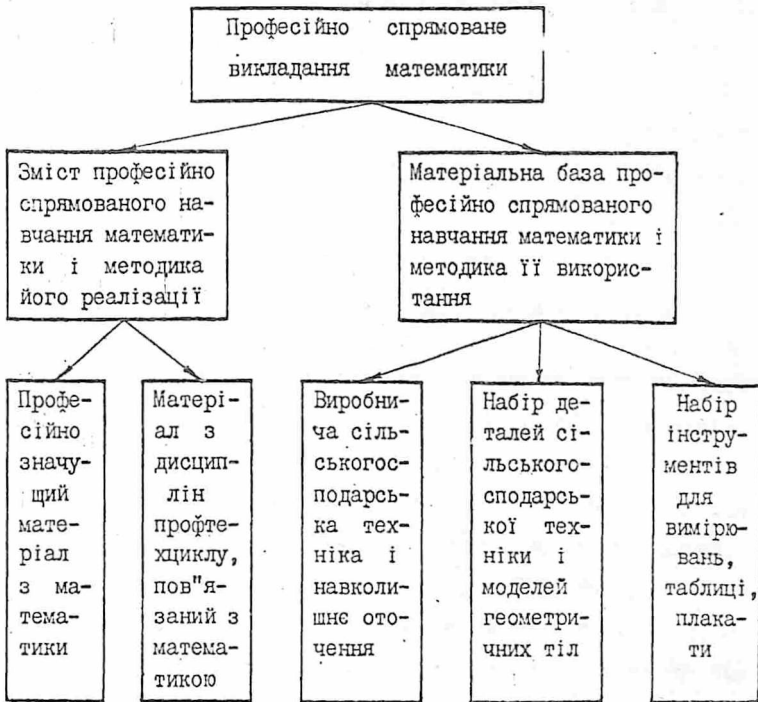 Професійно спрямоване
викладання математики
Зміст професійно
спрямованого на-
вчання математи-
ки і методика
його реалізації
Матеріальна база про-
фесійно спрямованого
навчання математики і
методика її використ-
тання
Профе-
сійно
значу-
щий
мате-
ріал
з ма-
тема-
тики
Матері-
ал з
дисцип-
лін
профте-
хциклу,
пов"я-
заний з
матема-
тикою
Виробни-
ча сіль-
ськогос-
подарсь-
ка тех-
ніка і
навколи-
шнє ото-
чення
Набір де-
талей сі-
льського-
сподарсь-
кої тех-
ніки і
моделей
геометри-
чних тіл
Набір
інстру-
ментів
для
вимірю-
вань,
таблиці,
плака-
ти